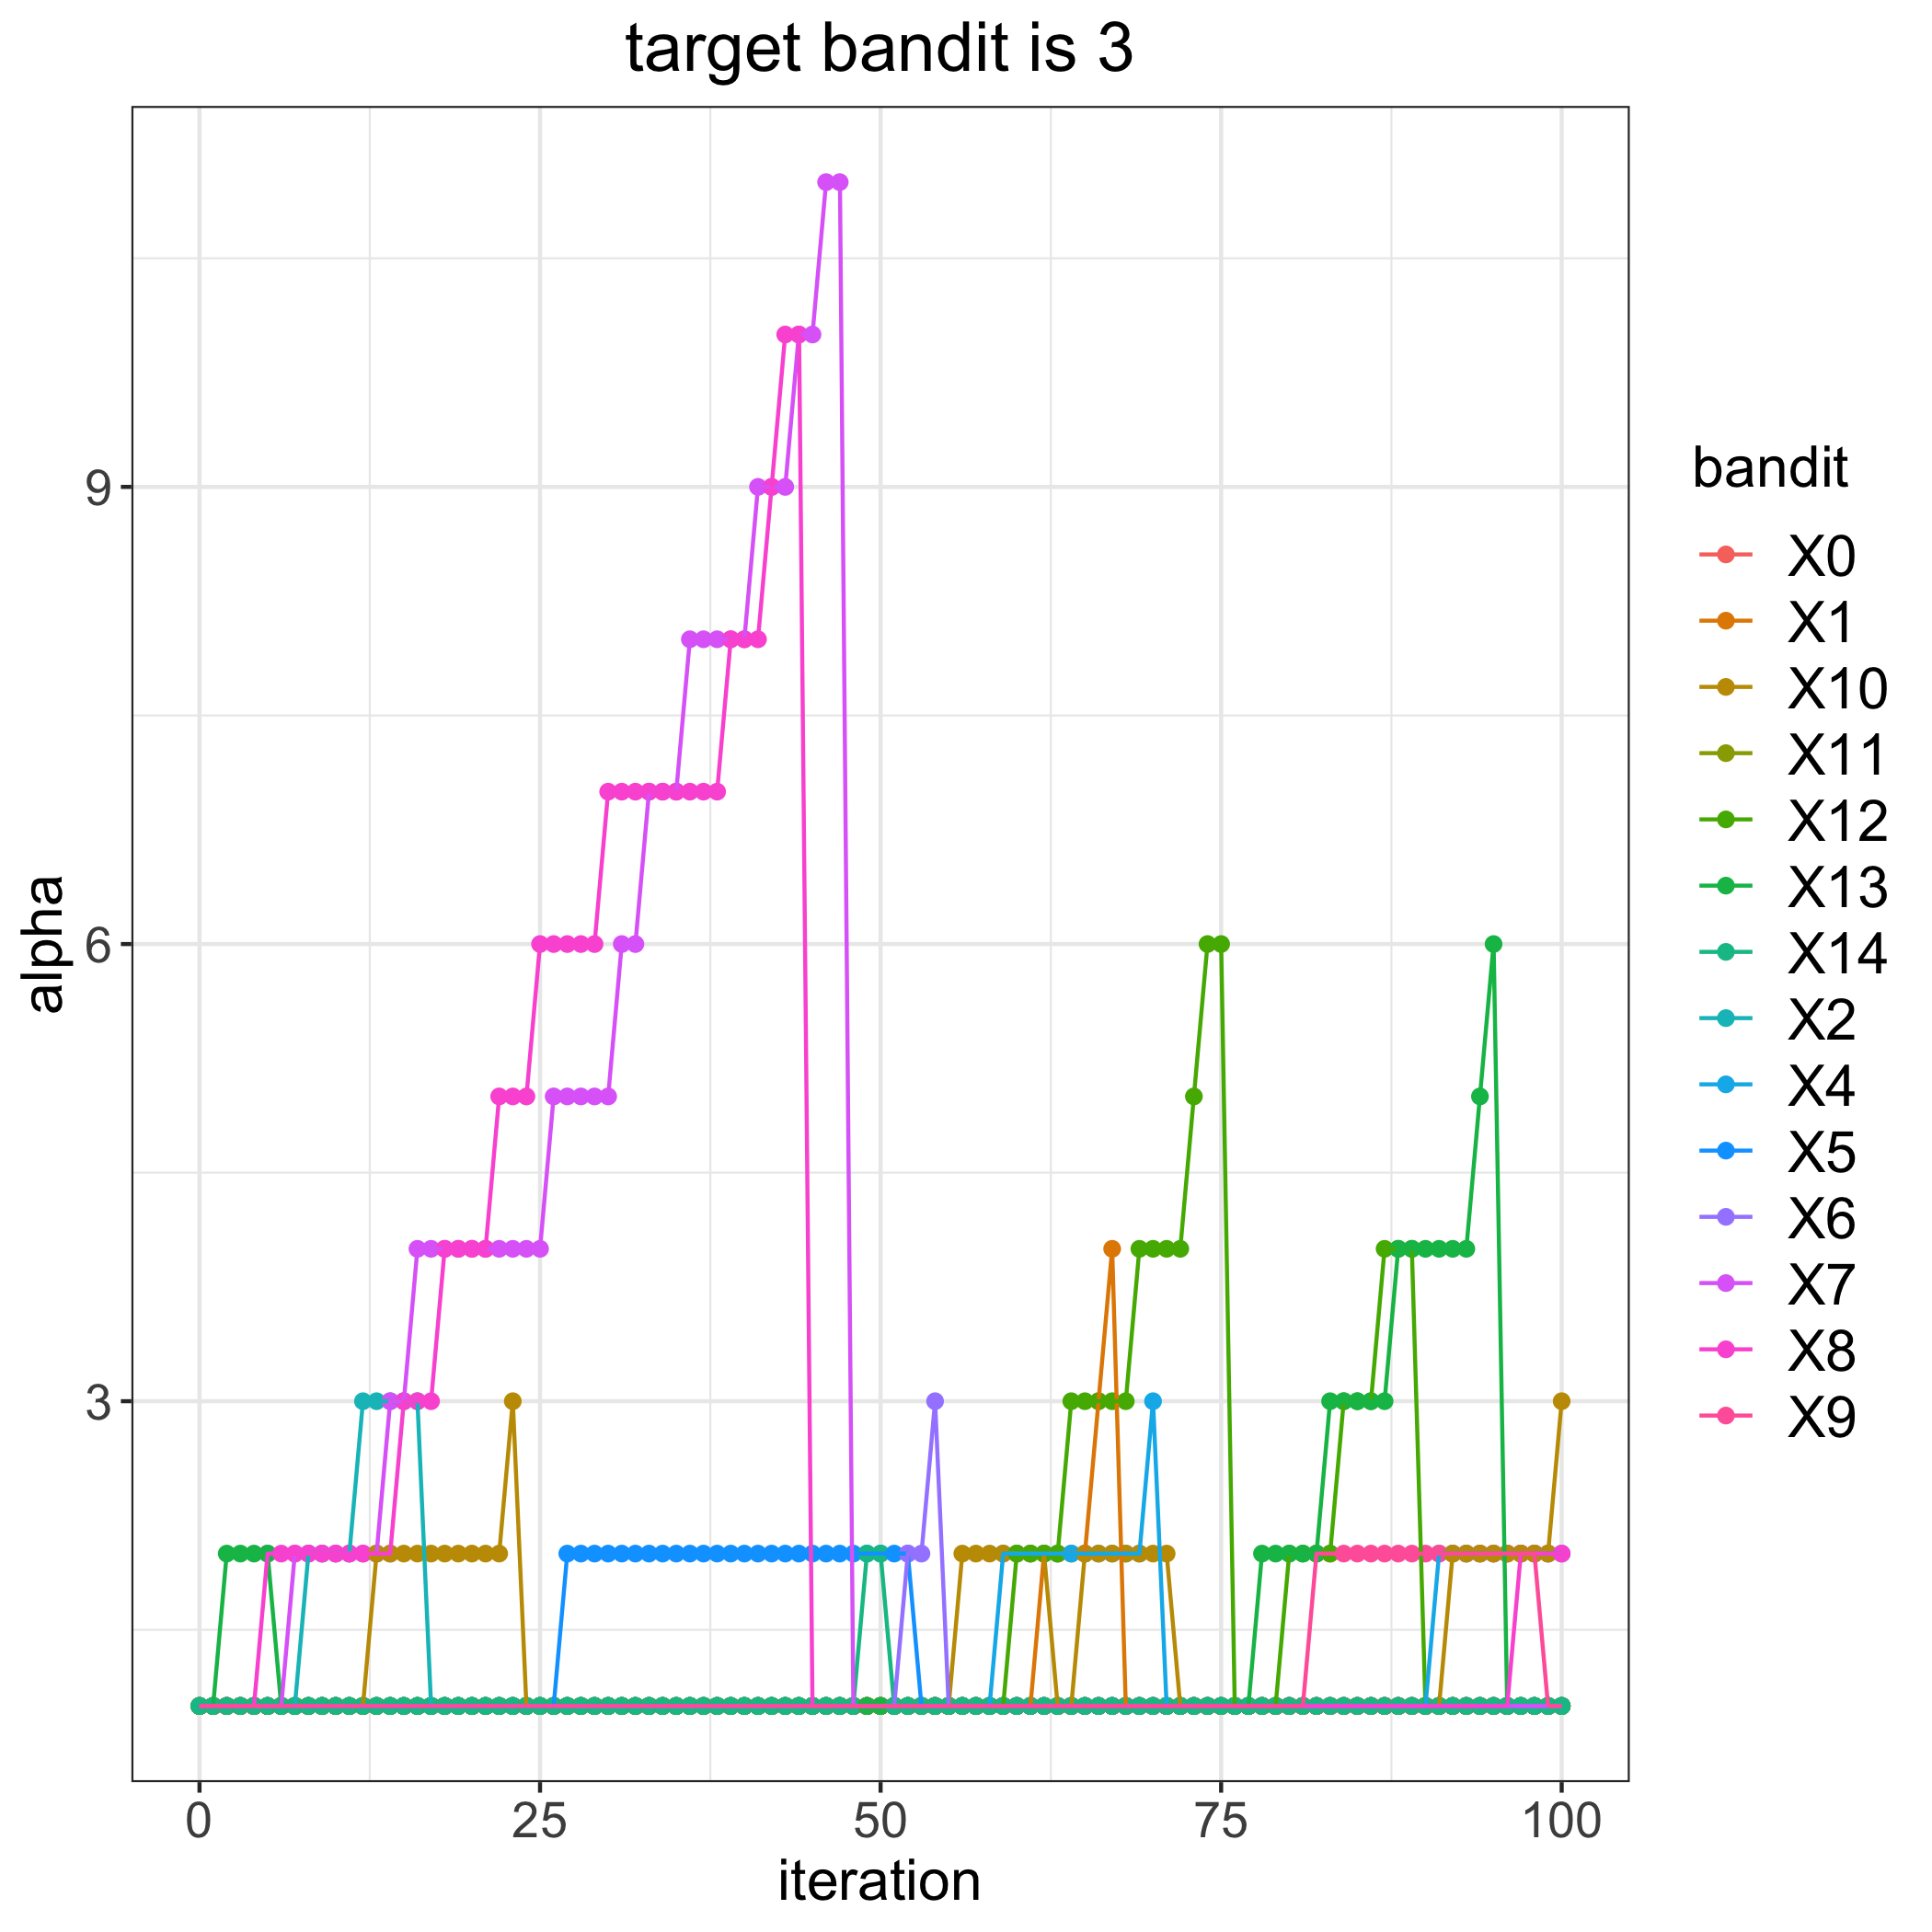 target bandit is 3
9
6
3
alpha
0 25 50 75 100
iteration
bandit
X0
X1
X10
X11
X12
X13
X14
X2
X4
X5
X6
X7
X8
X9